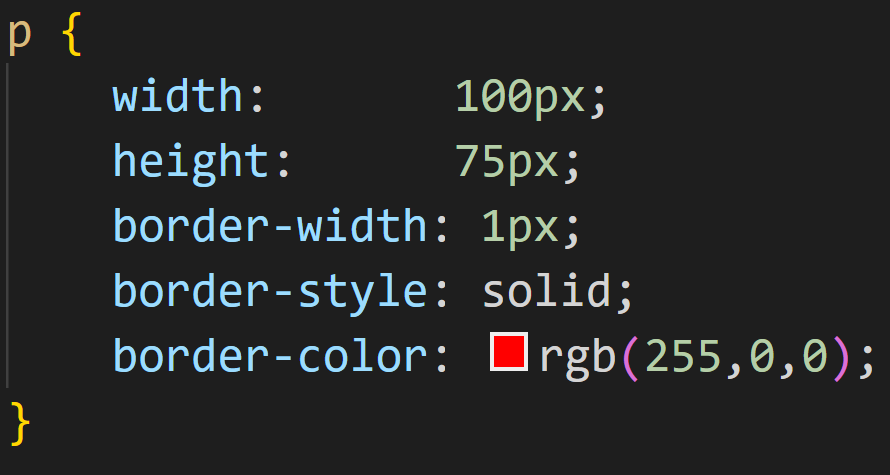 p {
    width:       100px;
    height:      75px;
    border-width: 1px;
    border-style: solid;
    border-color: rgb(255,0,0);
}